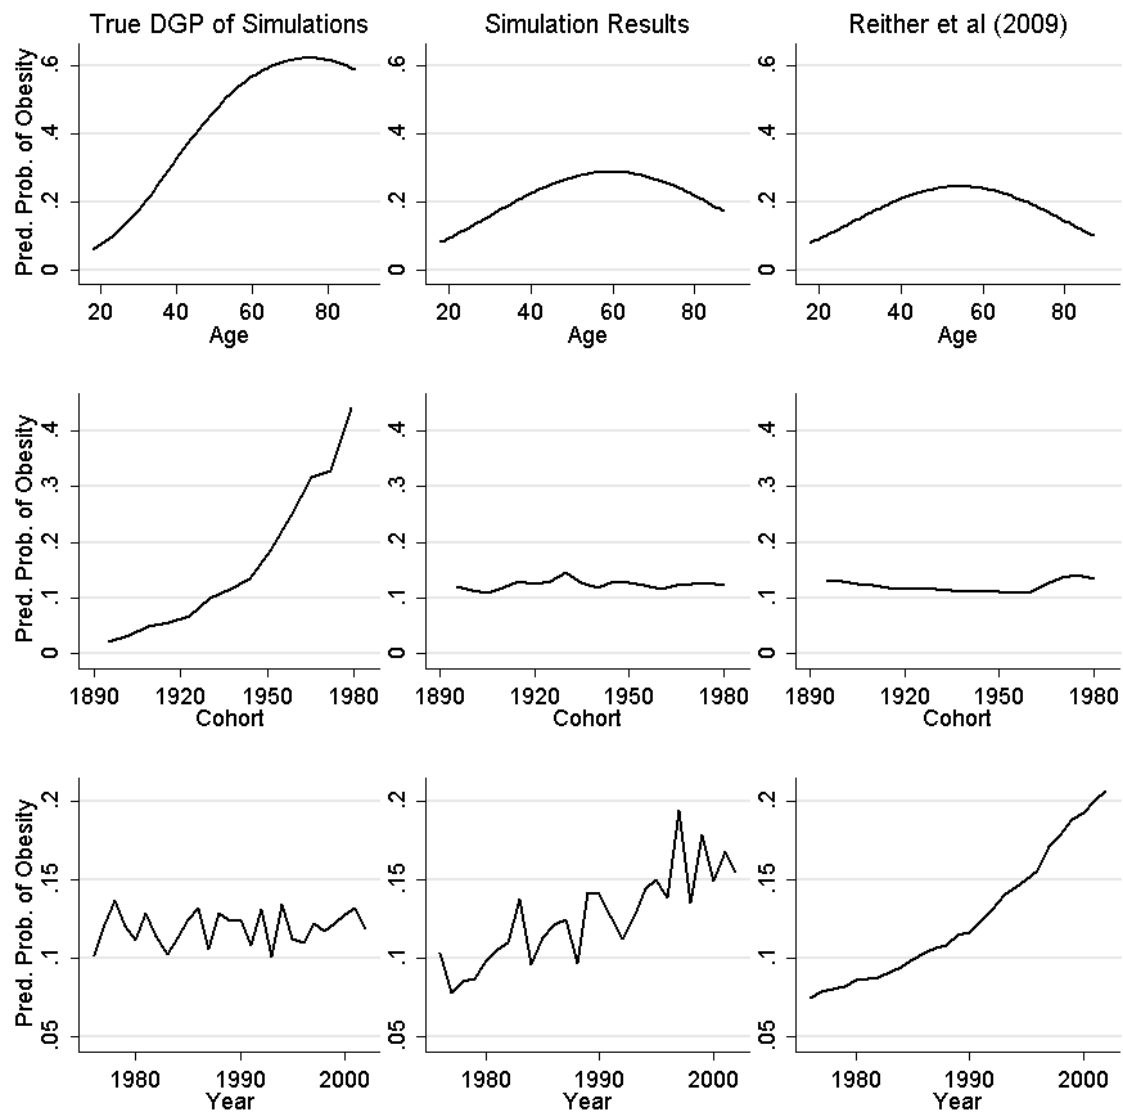 True DGP of Simulations
Simulation Results
Reither et al (2009)
Pred. Prob. of Obesity
.6
.4
.2
0
20 40 60 80
Age
.6
.4
.2
0
20 40 60 80
Age
.6
.4
.2
0
20 40 60 80
Age
Pred. Prob. of Obesity
.4
.3
.2
.1
0
1890 1920 1950 1980
Cohort
.4
.3
.2
.1
0
1890 1920 1950 1980
Cohort
.4
.3
.2
.1
0
1890 1920 1950 1980
Cohort
Pred. Prob. of Obesity
.2
.15
.1
.05
1980 1990 2000
Year
.2
.15
.1
.05
1980 1990 2000
Year
.2
.15
.1
.05
1980 1990 2000
Year